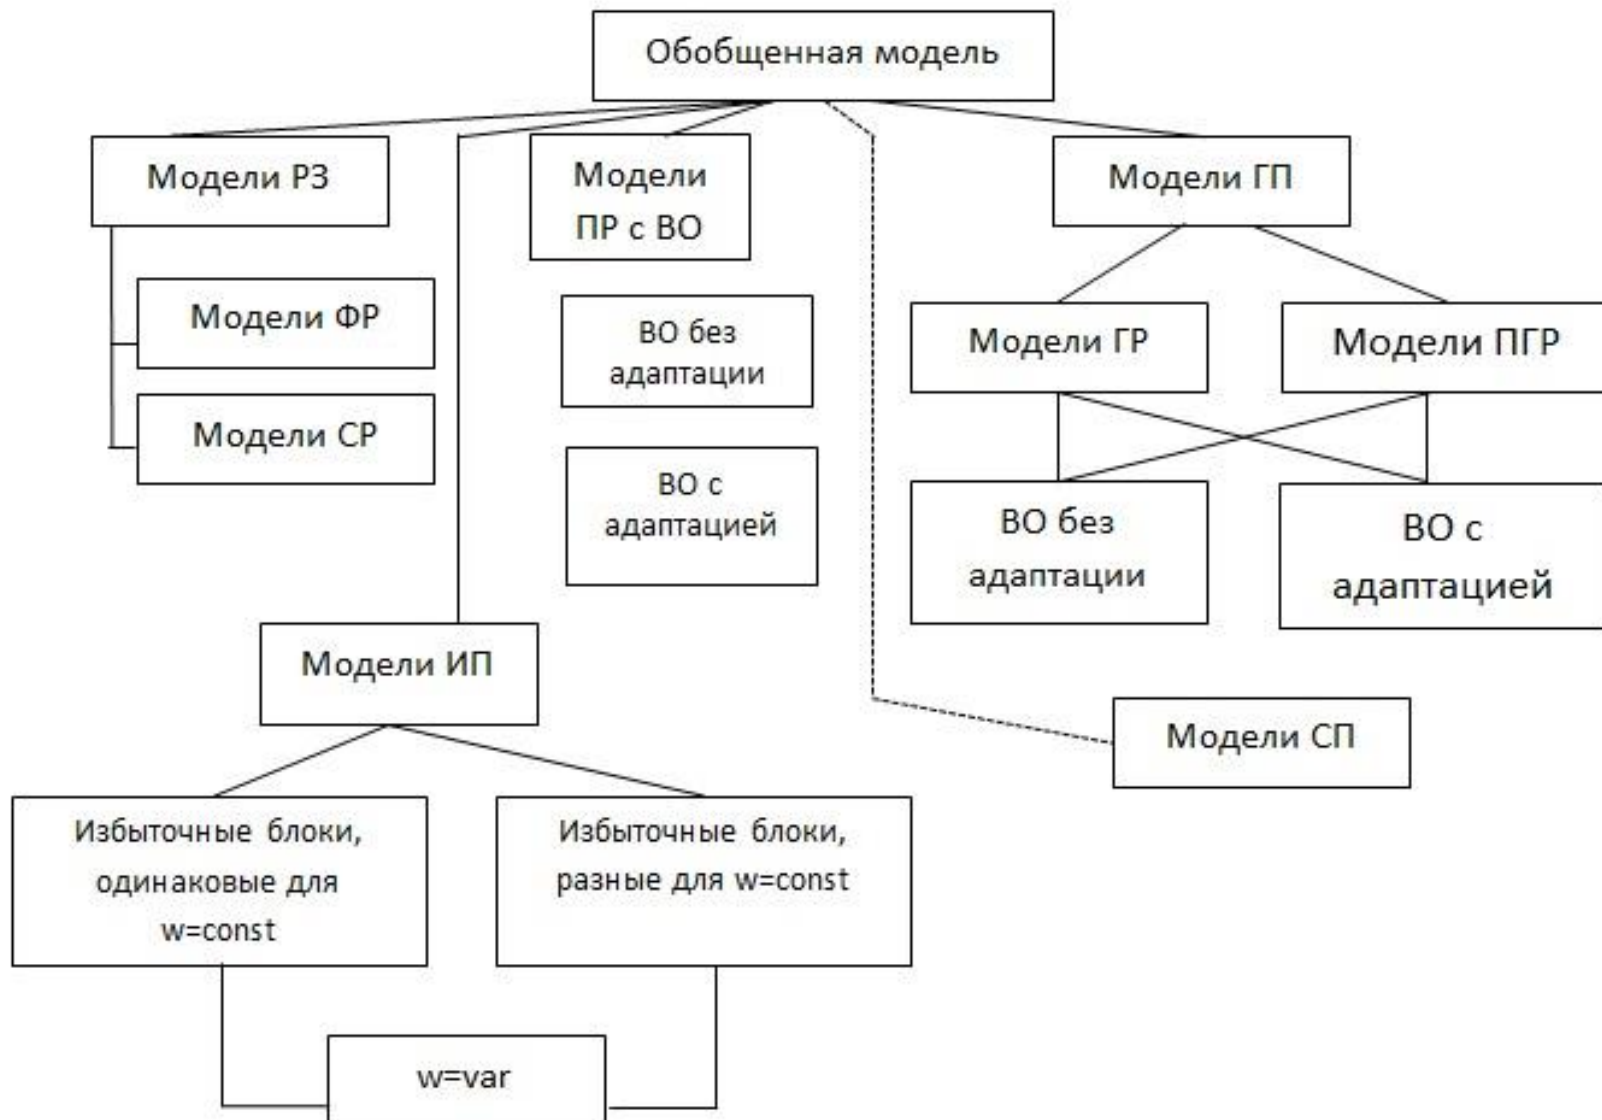 Обобщенная модель
Модели РЗ
Модели
ПР с ВО
Модели ГП
Модели ФР
ВО без
адаптации
Модели ГР
Модели ПГР
Модели СР
ВО с
адаптацией
ВО без
адаптации
ВО с
адаптацией
Модели ИП
Модели СП
Избыточные блоки,
одинаковые для
w=const
Избыточные блоки,
разные для w=const
w=var